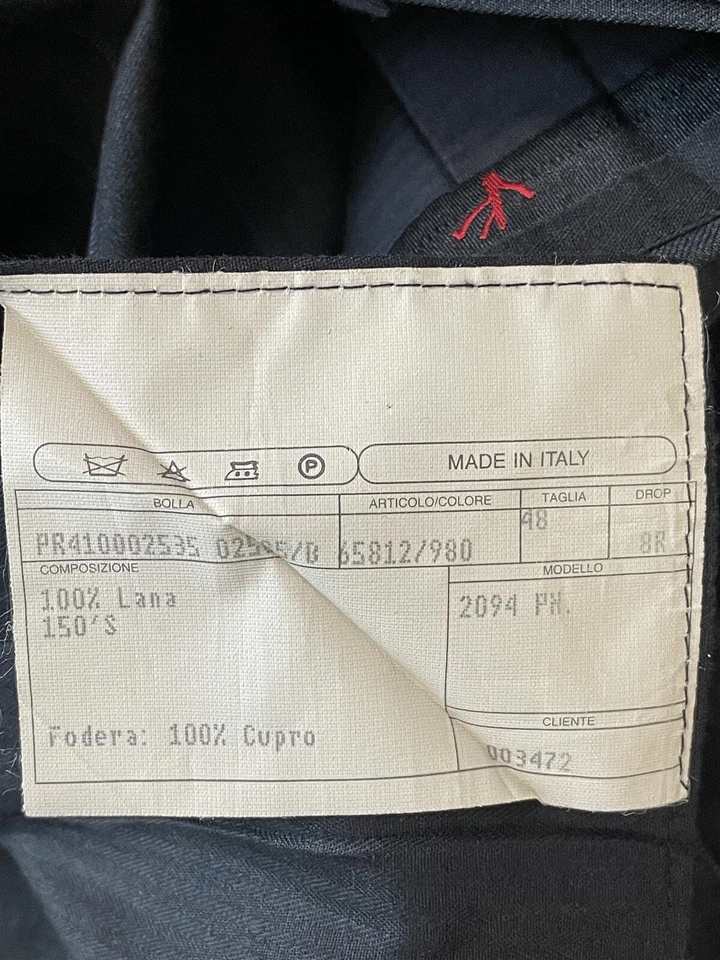 P
MADE IN ITALY
BOLLA ARTICOLO/COLORE TAGLIA DROP
48
PR410002535 65812/980 8R
COMPOSIZIONE MODELLO
100% Lana 2094 PH.
150'S
CLIENTE
Fodera: 100% Cupro 003472